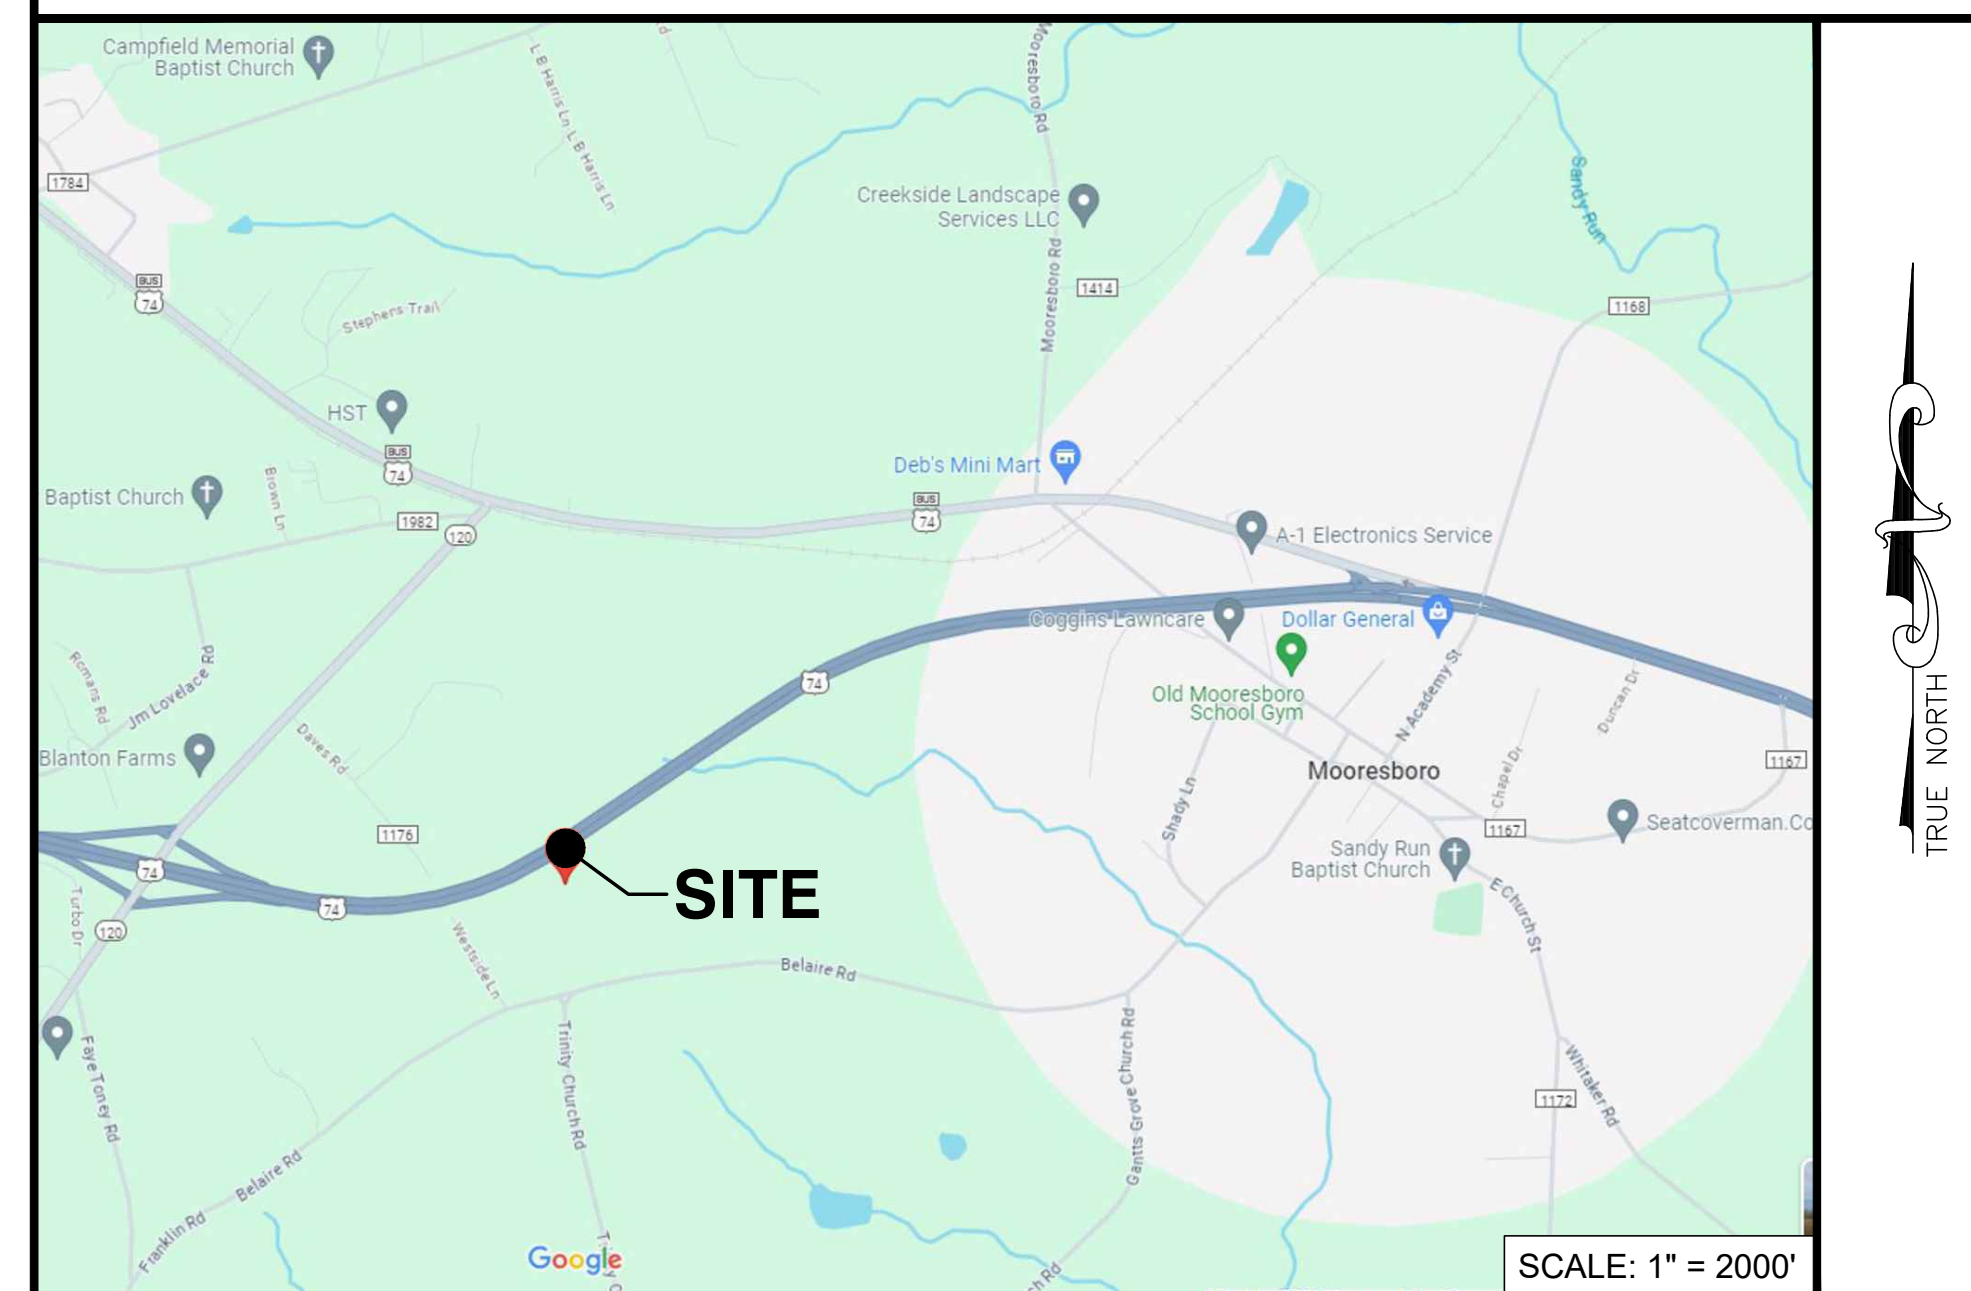 Campfield Memorial
Baptist Church
L B Harris Ln
L B Harris Ln
Mooresboro Rd
1784
Creekside Landscape
Services LLC
Sandy Run
BUS
74
Mooresboro Rd
1414
1168
Stephens Trail
HST
BUS
74
Deb's Mini Mart
Baptist Church
Brown Ln
1982
120
BUS
74
A-1 Electronics Service
Coggins Lawncare
Dollar General
Romans Rd
Jm Lovelace Rd
74
Old Mooresboro
School Gym
N Academy St
Duncan Dr
TRUE NORTH
Blanton Farms
Daves Rd
Mooresboro
Chapel Dr
1167
1176
Shady Ln
1167
Seatcoverman.Co
74
Sandy Run
Baptist Church
SITE
74
Turbo Dr
120
Westside Ln
E Church St
Belaire Rd
Faye Toney Rd
Trinity Church Rd
Gantts Grove Church Rd
Whitaker Rd
1172
Belaire Rd
Franklin Rd
Google
ch Rd
SCALE: 1" = 2000'